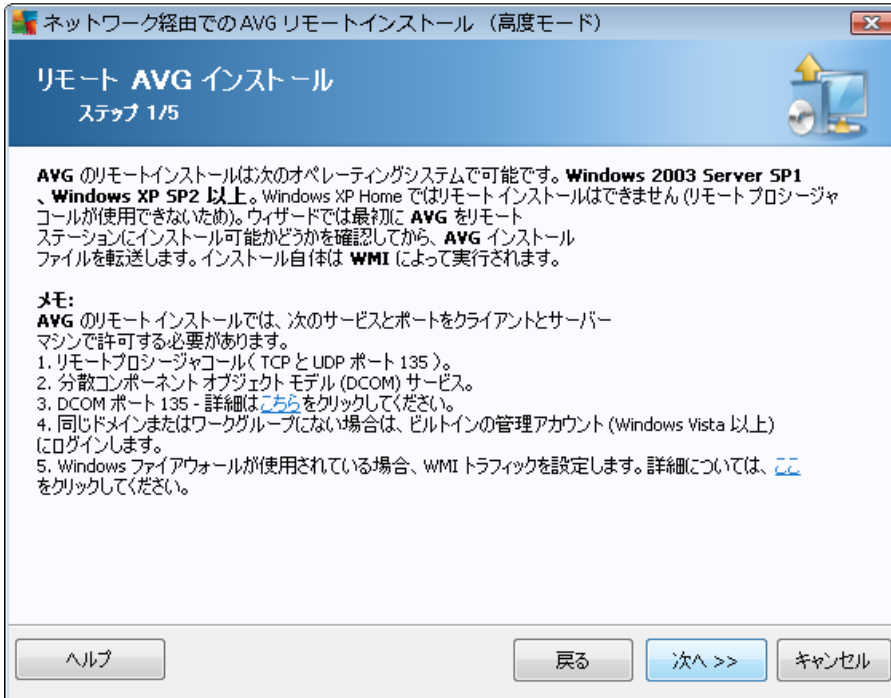 ネットワーク経由での AVG リモートインストール （高度モード）
リモート AVG インストール
ステップ 1/5
AVG のリモートインストールは次のオペレーティングシステムで可能です。Windows 2003 Server SP1
、Windows XP SP2 以上。Windows XP Home ではリモート インストールはできません (リモート プロシージャ
コールが使用できないため)。ウィザードでは最初に AVG をリモート
ステーションにインストール可能かどうかを確認してから、AVG インストール
ファイルを転送します。インストール自体は WMI によって実行されます。
メモ:
AVG のリモート インストールでは、次のサービスとポートをクライアントとサーバー
マシンで許可する必要があります。
1. リモートプロシージャコール（ TCP と UDP ポート 135 ）。
2. 分散コンポーネント オブジェクト モデル (DCOM) サービス。
3. DCOM ポート 135 - 詳細はこちらをクリックしてください。
4. 同じドメインまたはワークグループにない場合は、ビルトインの管理アカウント (Windows Vista 以上)
にログインします。
5. Windows ファイアウォールが使用されている場合、WMI トラフィックを設定します。詳細については、ここ
をクリックしてください。
ヘルプ
戻る
次へ >>
キャンセル